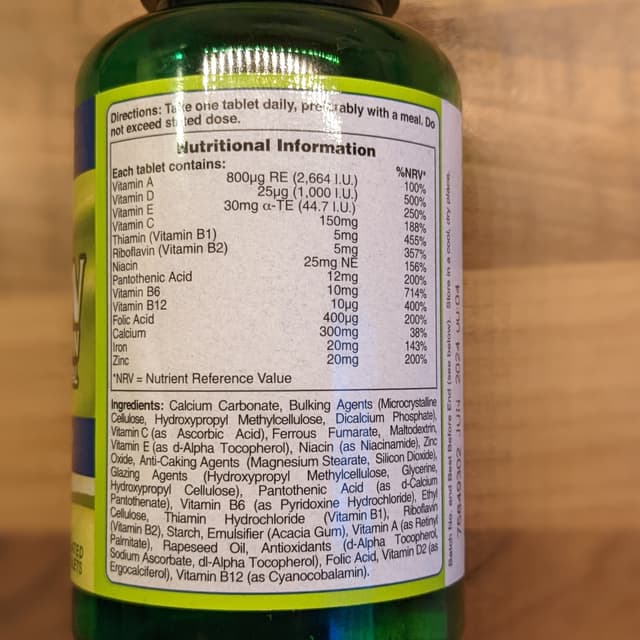 Directions: Take one tablet daily, preferably with a meal. Do
not exceed stated dose.
Nutritional Information
Each tablet contains: %NRV*
Vitamin A 800µg RE (2,664 I.U.) 100%
Vitamin D 25µg (1,000 I.U.) 500%
Vitamin E 30mg α-TE (44.7 I.U.) 250%
Vitamin C 150mg 188%
Thiamin (Vitamin B1) 5mg 455%
Riboflavin (Vitamin B2) 5mg 357%
Niacin 25mg NE 156%
Pantothenic Acid 12mg 200%
Vitamin B6 10mg 714%
Vitamin B12 10µg 400%
Folic Acid 400µg 200%
Calcium 300mg 38%
Iron 20mg 143%
Zinc 20mg 200%
*NRV = Nutrient Reference Value
Ingredients: Calcium Carbonate, Bulking Agents (Microcrystalline
Cellulose, Hydroxypropyl Methylcellulose, Dicalcium Phosphate),
Vitamin C (as Ascorbic Acid), Ferrous Fumarate, Maltodextrin,
Vitamin E (as d-Alpha Tocopherol), Niacin (as Niacinamide), Zinc
Oxide, Anti-Caking Agents (Magnesium Stearate, Silicon Dioxide),
Glazing Agents (Hydroxypropyl Methylcellulose, Glycerine,
Hydroxypropyl Cellulose), Pantothenic Acid (as d-Calcium
Pantothenate), Vitamin B6 (as Pyridoxine Hydrochloride), Ethyl
Cellulose, Thiamin Hydrochloride (Vitamin B1), Riboflavin
(Vitamin B2), Starch, Emulsifier (Acacia Gum), Vitamin A (as Retinyl
Palmitate), Rapeseed Oil, Antioxidants (d-Alpha Tocopherol,
Sodium Ascorbate, dl-Alpha Tocopherol), Folic Acid, Vitamin D2 (as
Ergocalciferol), Vitamin B12 (as Cyanocobalamin).
Batch No. and Best Before End (see below). Store in a cool, dry place.
JUN 2024